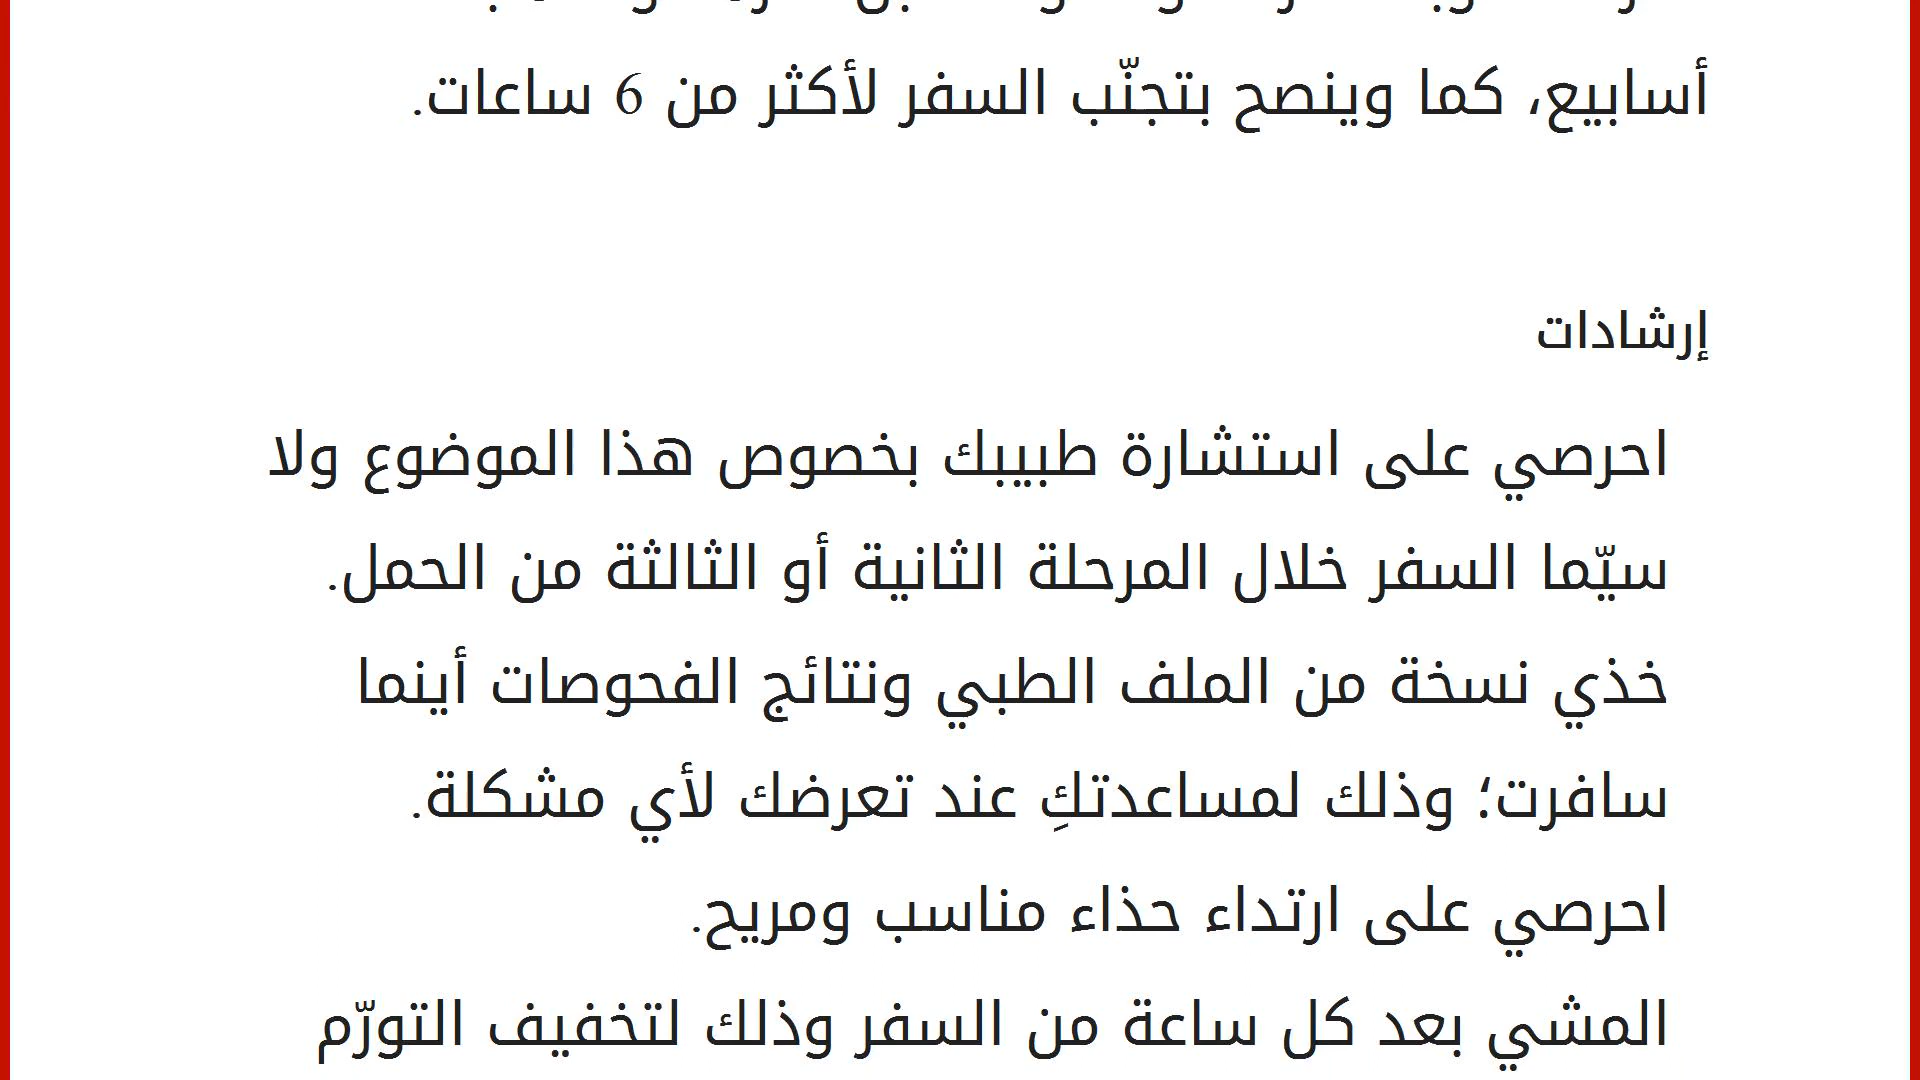 أسابيع، كما وينصح بتجنّب السفر لأكثر من 6 ساعات.
إرشادات
احرصي على استشارة طبيبك بخصوص هذا الموضوع ولا
سيّما السفر خلال المرحلة الثانية أو الثالثة من الحمل.
خذي نسخة من الملف الطبي ونتائج الفحوصات أينما
سافرت؛ وذلك لمساعدتكِ عند تعرضك لأي مشكلة.
احرصي على ارتداء حذاء مناسب ومريح.
المشي بعد كل ساعة من السفر وذلك لتخفيف التورّم